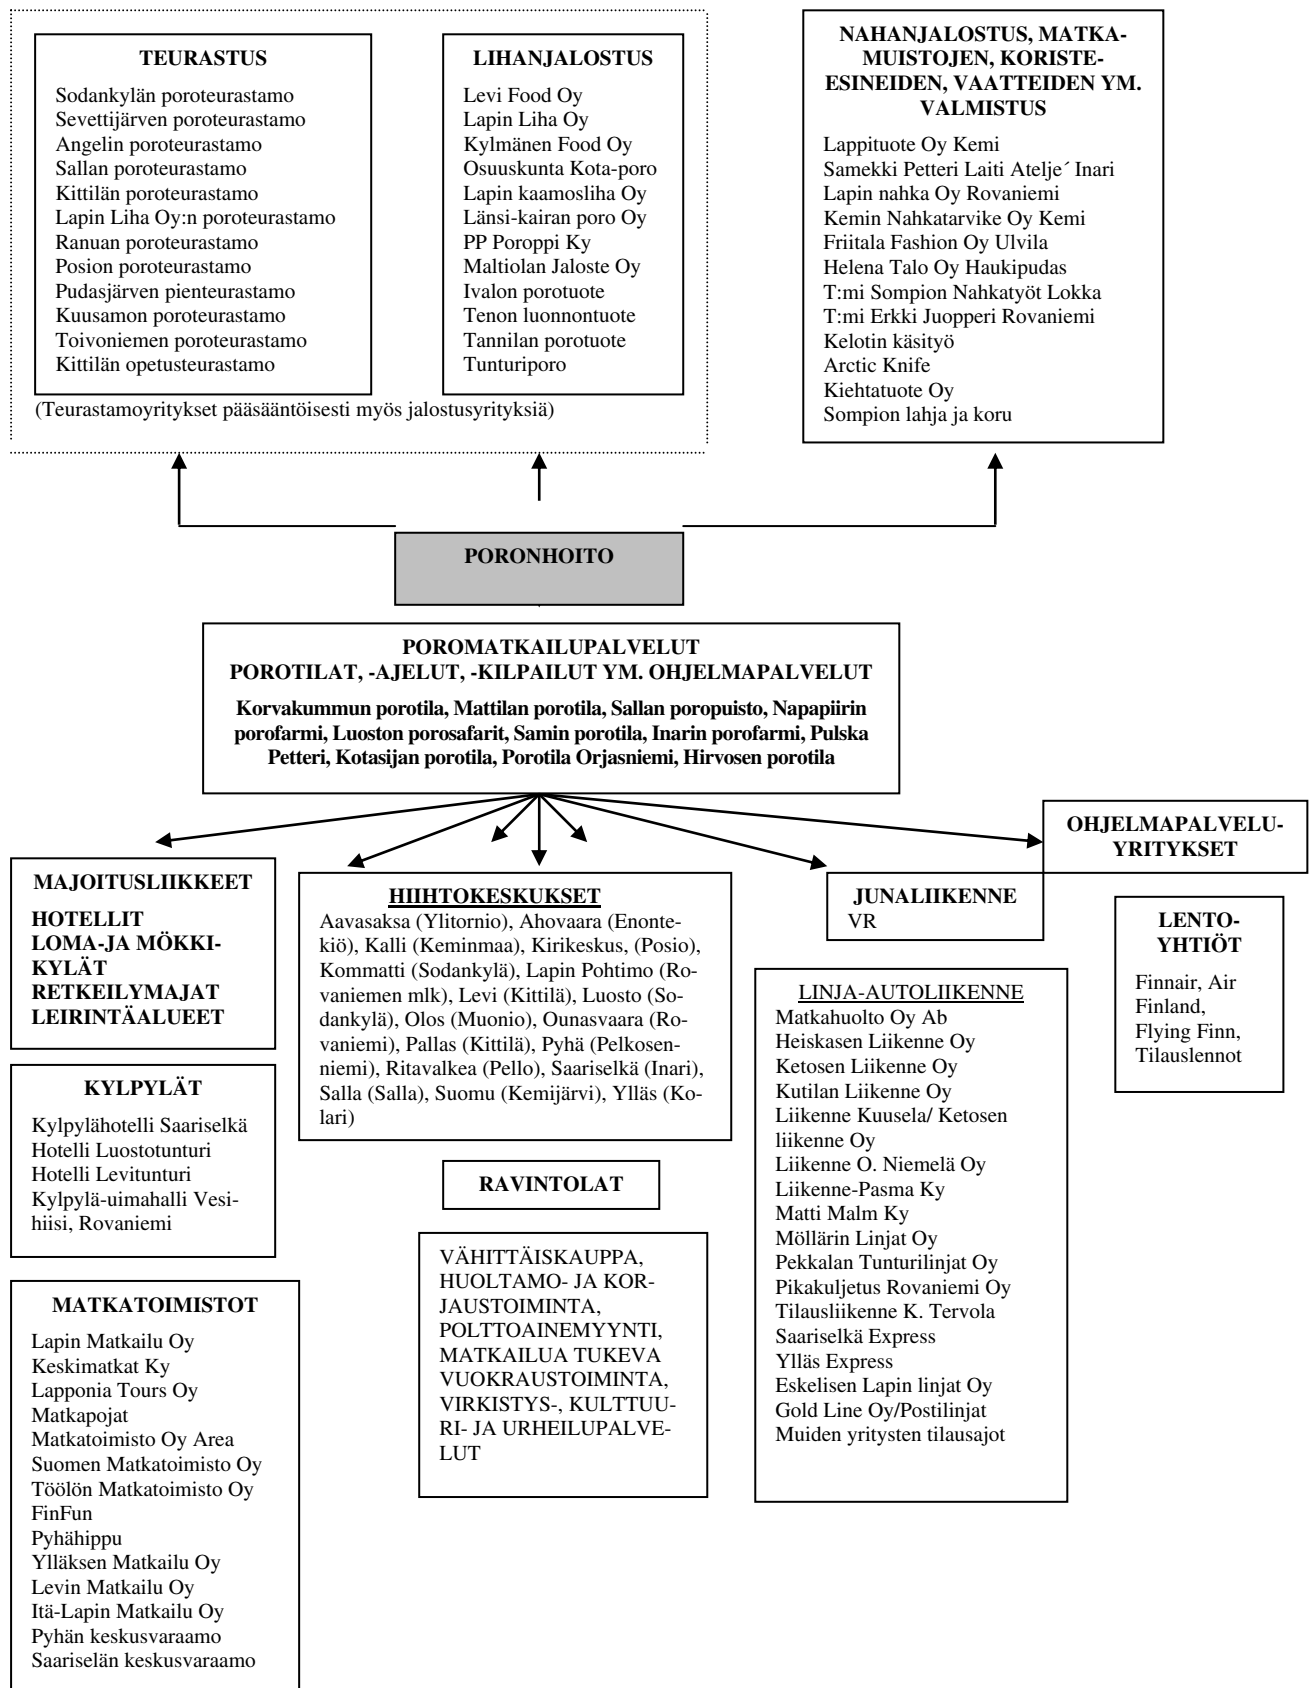 TEURASTUS
Sodankylän poroteurastamo
Sevettijärven poroteurastamo
Angelin poroteurastamo
Sallan poroteurastamo
Kittilän poroteurastamo
Lapin Liha Oy:n poroteurastamo
Ranuan poroteurastamo
Posion poroteurastamo
Pudasjärven pienteurastamo
Kuusamon poroteurastamo
Toivoniemen poroteurastamo
Kittilän opetusteurastamo
LIHANJALOSTUS
Levi Food Oy
Lapin Liha Oy
Kylmänen Food Oy
Osuuskunta Kota-poro
Lapin kaamosliha Oy
Länsi-kairan poro Oy
PP Poroppi Ky
Maltiolan Jaloste Oy
Ivalon porotuote
Tenon luonnontuote
Tannilan porotuote
Tunturiporo
(Teurastamoyritykset pääsääntöisesti myös jalostusyrityksiä)
NAHANJALOSTUS, MATKA-
MUISTOJEN, KORISTE-
ESINEIDEN, VAATTEIDEN YM.
VALMISTUS
Lappituote Oy Kemi
Samekki Petteri Laiti Atelje´ Inari
Lapin nahka Oy Rovaniemi
Kemin Nahkatarvike Oy Kemi
Friitala Fashion Oy Ulvila
Helena Talo Oy Haukipudas
T:mi Sompion Nahkatyöt Lokka
T:mi Erkki Juopperi Rovaniemi
Kelotin käsityö
Arctic Knife
Kiehtatuote Oy
Sompion lahja ja koru
PORONHOITO
POROMATKAILUPALVELUT
POROTILAT, -AJELUT, -KILPAILUT YM. OHJELMAPALVELUT
Korvakummun porotila, Mattilan porotila, Sallan poropuisto, Napapiirin
porofarmi, Luoston porosafarit, Samin porotila, Inarin porofarmi, Pulska
Petteri, Kotasijan porotila, Porotila Orjasniemi, Hirvosen porotila
MAJOITUSLIIKKEET
HOTELLIT
LOMA-JA MÖKKI-
KYLÄT
RETKEILYMAJAT
LEIRINTÄALUEET
KYLPYLÄT
Kylpylähotelli Saariselkä
Hotelli Luostotunturi
Hotelli Levitunturi
Kylpylä-uimahalli Vesi-
hiisi, Rovaniemi
MATKATOIMISTOT
Lapin Matkailu Oy
Keskimatkat Ky
Lapponia Tours Oy
Matkapojat
Matkatoimisto Oy Area
Suomen Matkatoimisto Oy
Töölön Matkatoimisto Oy
FinFun
Pyhähippu
Ylläksen Matkailu Oy
Levin Matkailu Oy
Itä-Lapin Matkailu Oy
Pyhän keskusvaraamo
Saariselän keskusvaraamo
HIIHTOKESKUKSET
Aavasaksa (Ylitornio), Ahovaara (Enonte-
kiö), Kalli (Keminmaa), Kirikeskus, (Posio),
Kommatti (Sodankylä), Lapin Pohtimo (Ro-
vaniemen mlk), Levi (Kittilä), Luosto (So-
dankylä), Olos (Muonio), Ounasvaara (Ro-
vaniemi), Pallas (Kittilä), Pyhä (Pelkosen-
niemi), Ritavalkea (Pello), Saariselkä (Inari),
Salla (Salla), Suomu (Kemijärvi), Ylläs (Ko-
lari)
RAVINTOLAT
VÄHITTÄISKAUPPA,
HUOLTAMO- JA KOR-
JAUSTOIMINTA,
POLTTOAINEMYYNTI,
MATKAILUA TUKEVA
VUOKRAUSTOIMINTA,
VIRKISTYS-, KULTTUU-
RI- JA URHEILUPALVE-
LUT
JUNALIIKENNE
VR
LINJA-AUTOLIIKENNE
Matkahuolto Oy Ab
Heiskasen Liikenne Oy
Ketosen Liikenne Oy
Kutilan Liikenne Oy
Liikenne Kuusela/ Ketosen
liikenne Oy
Liikenne O. Niemelä Oy
Liikenne-Pasma Ky
Matti Malm Ky
Möllärin Linjat Oy
Pekkalan Tunturilinjat Oy
Pikakuljetus Rovaniemi Oy
Tilausliikenne K. Tervola
Saariselkä Express
Ylläs Express
Eskelisen Lapin linjat Oy
Gold Line Oy/Postilinjat
Muiden yritysten tilausajot
OHJELMAPALVELU-
YRITYKSET
LENTO-
YHTIÖT
Finnair, Air
Finland,
Flying Finn,
Tilauslennot